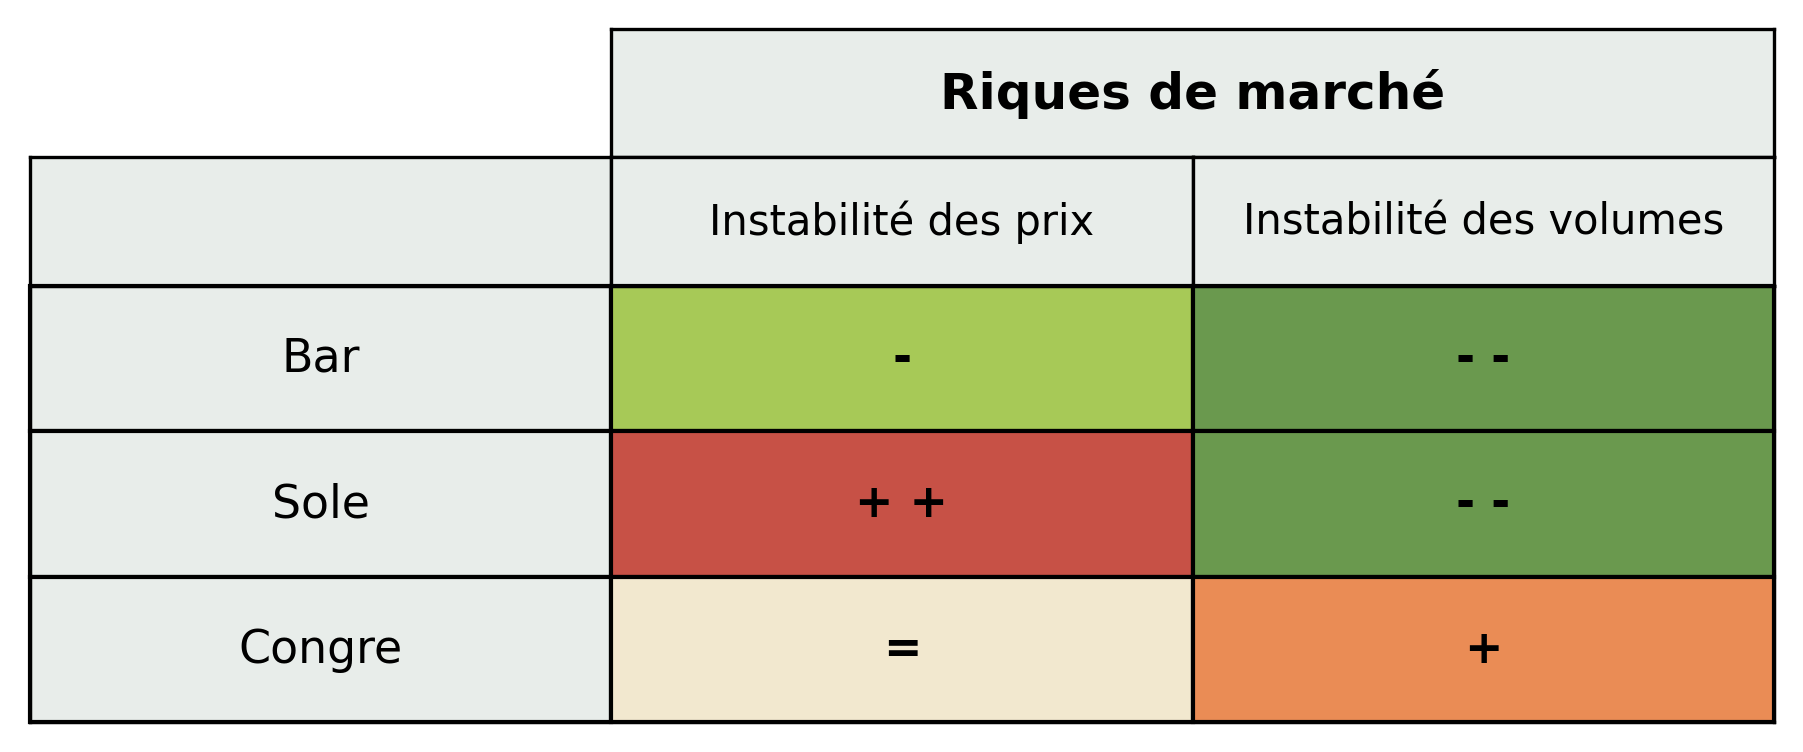 Riques de marché
Instabilité des prix Instabilité des volumes
Bar - - -
Sole + + - -
Congre = +